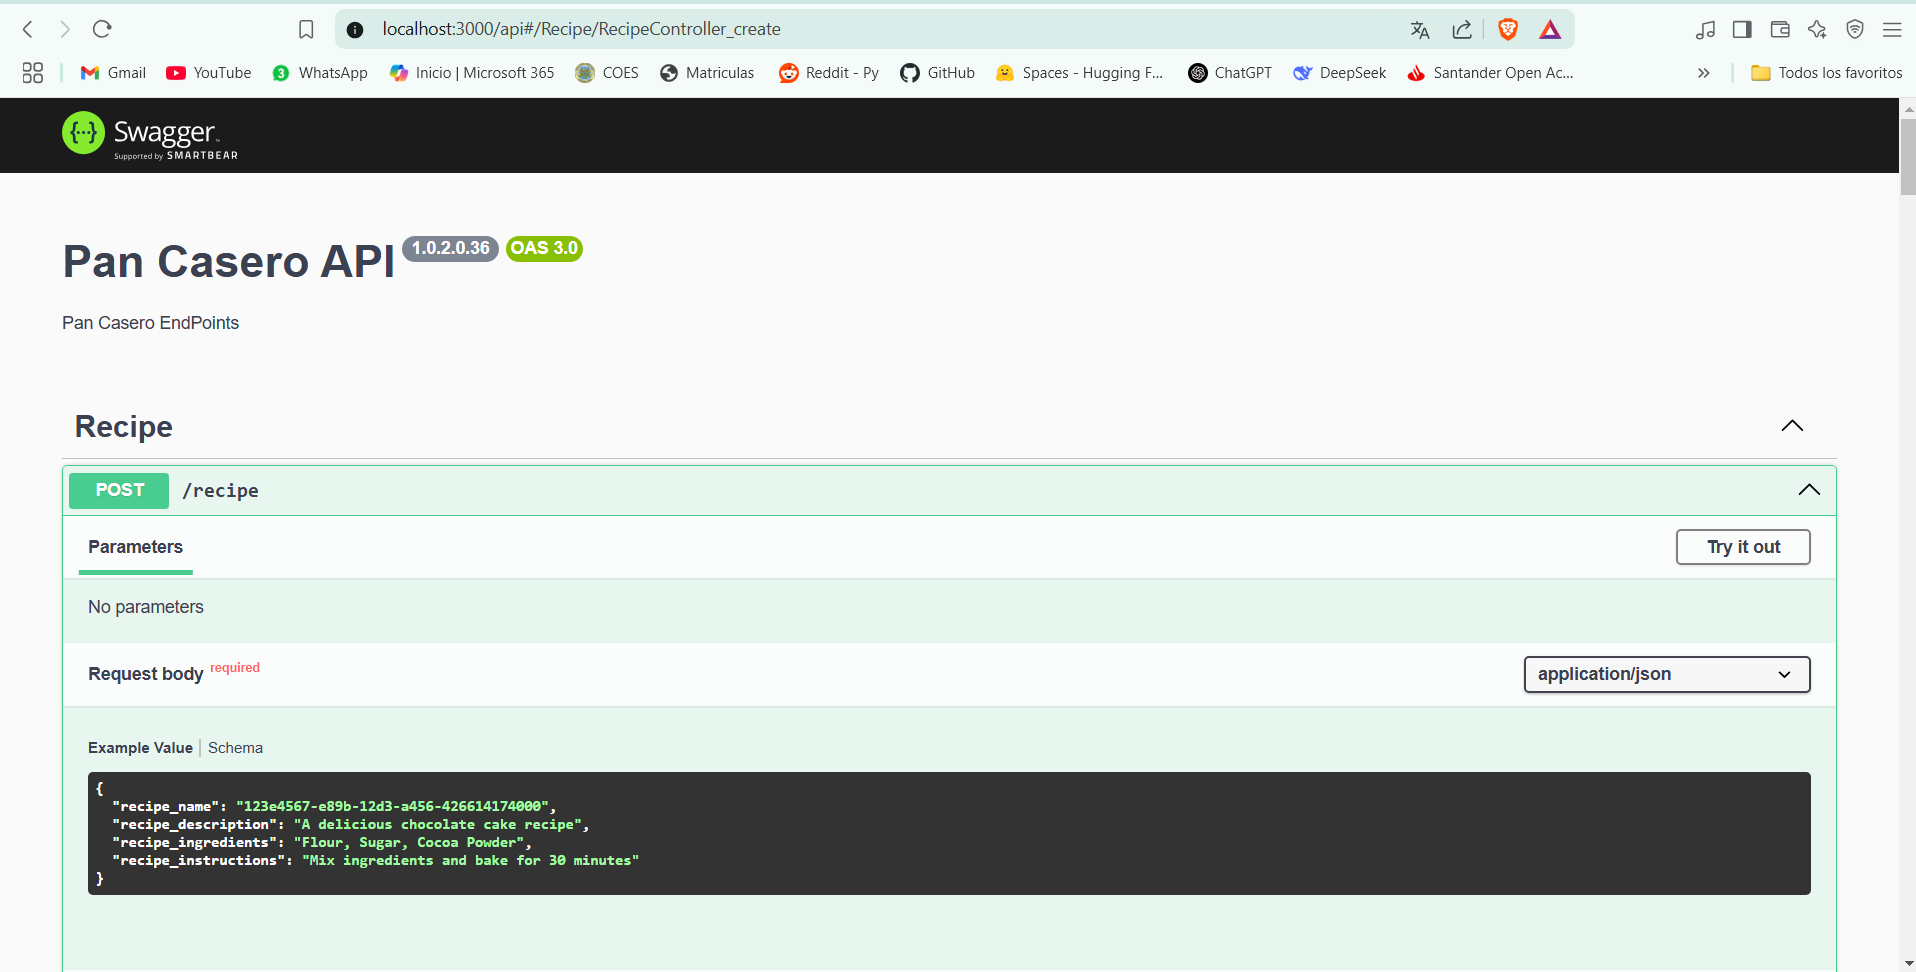 localhost:3000/api#/Recipe/RecipeController_create
Gmail YouTube 3 WhatsApp Inicio | Microsoft 365 COES Matriculas Reddit - Py GitHub Spaces - Hugging F... ChatGPT DeepSeek Santander Open Ac... » Todos los favoritos
{···} Swagger
Supported by SMARTBEAR
Pan Casero API 1.0.2.0.36 OAS 3.0
Pan Casero EndPoints
Recipe
POST /recipe
Parameters Try it out
No parameters
Request body required application/json
Example Value | Schema
{
"recipe_name": "123e4567-e89b-12d3-a456-426614174000",
"recipe_description": "A delicious chocolate cake recipe",
"recipe_ingredients": "Flour, Sugar, Cocoa Powder",
"recipe_instructions": "Mix ingredients and bake for 30 minutes"
}